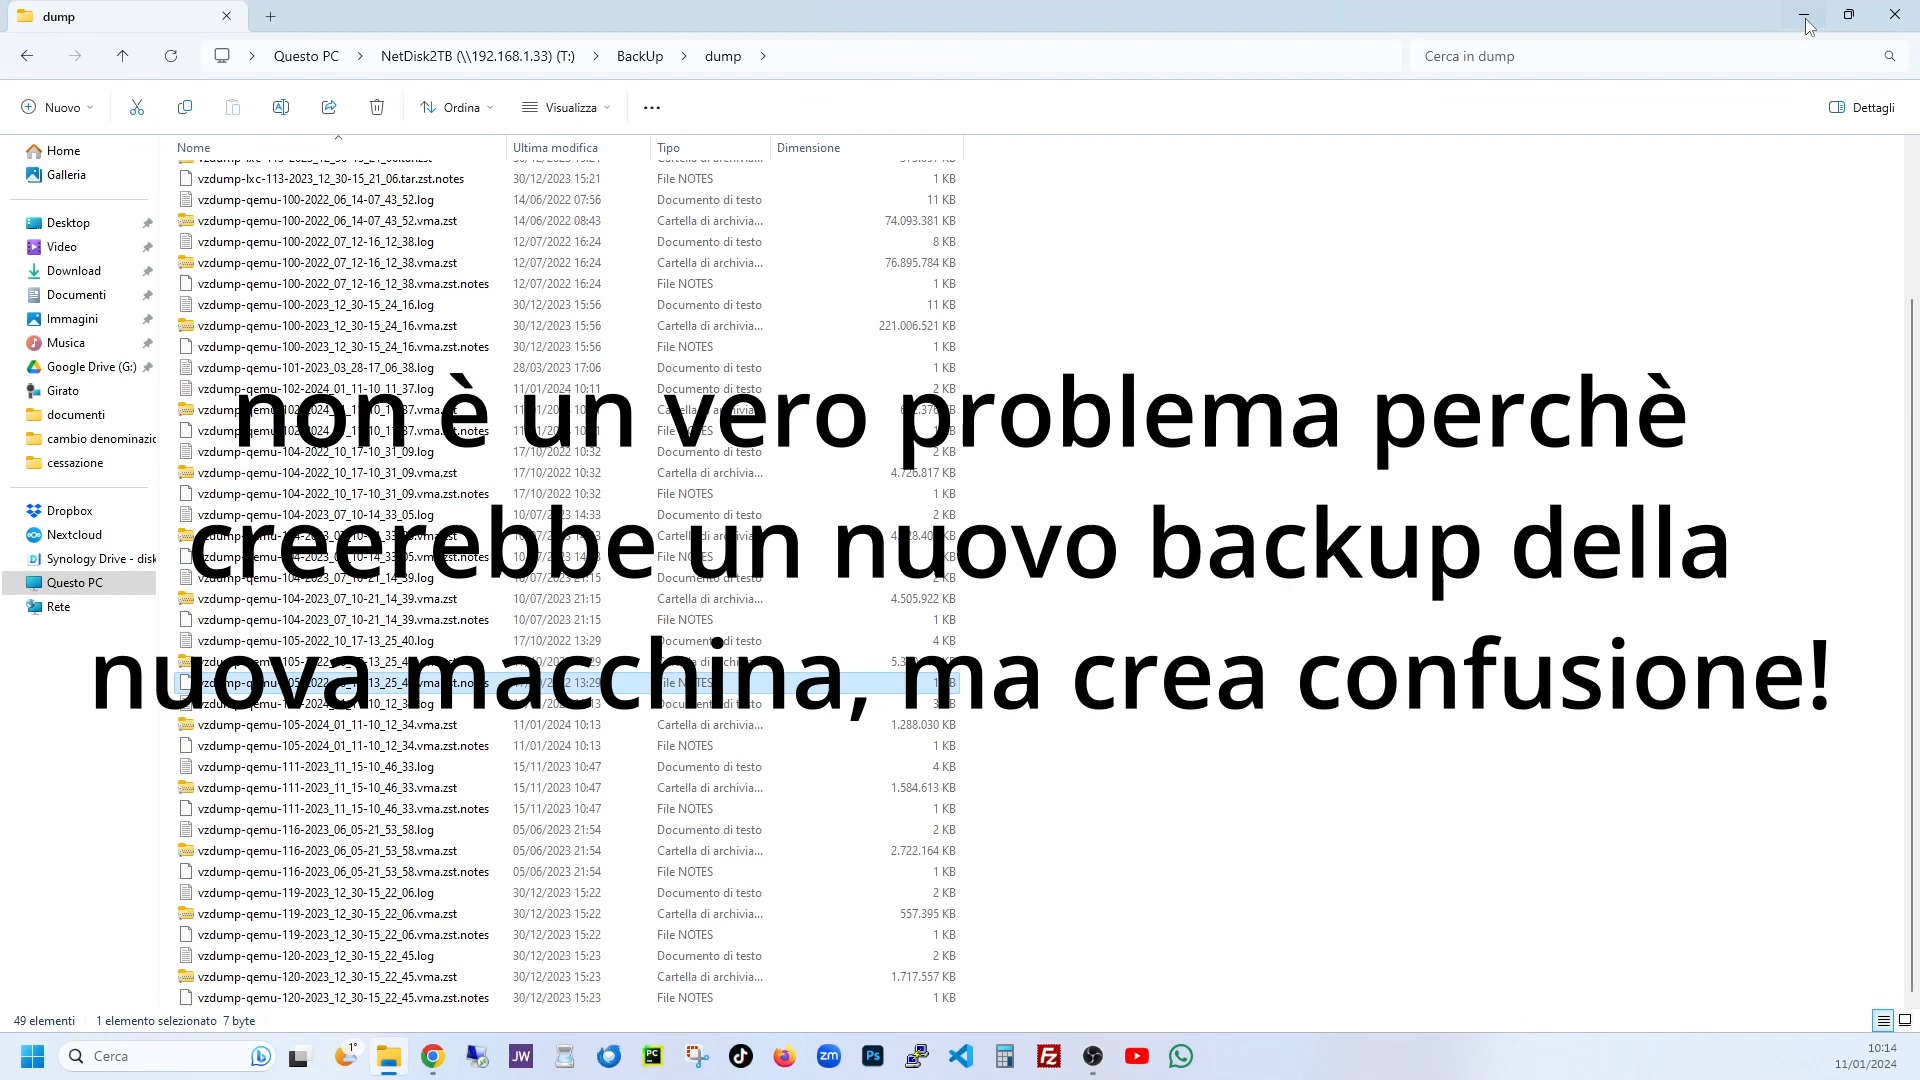 dump
Questo PC
NetDisk2TB (\\192.168.1.33) (T:)
BackUp
dump
Cerca in dump
Nuovo
Ordina
Visualizza
Dettagli
Home
Galleria
Desktop
Video
Download
Documenti
Immagini
Musica
Google Drive (G:)
Girato
documenti
cambio denominazic
cessazione
Dropbox
Nextcloud
Synology Drive - disk
Questo PC
Rete
Nome Ultima modifica Tipo Dimensione
vzdump-lxc-113-2023_12_30-15_21_06.tar.zst.notes 30/12/2023 15:21 File NOTES 1 KB
vzdump-qemu-100-2022_06_14-07_43_52.log 14/06/2022 07:56 Documento di testo 11 KB
vzdump-qemu-100-2022_06_14-07_43_52.vma.zst 14/06/2022 08:43 Cartella di archivia... 74.093.381 KB
vzdump-qemu-100-2022_07_12-16_12_38.log 12/07/2022 16:24 Documento di testo 8 KB
vzdump-qemu-100-2022_07_12-16_12_38.vma.zst 12/07/2022 16:24 Cartella di archivia... 76.895.784 KB
vzdump-qemu-100-2022_07_12-16_12_38.vma.zst.notes 12/07/2022 16:24 File NOTES 1 KB
vzdump-qemu-100-2023_12_30-15_24_16.log 30/12/2023 15:56 Documento di testo 11 KB
vzdump-qemu-100-2023_12_30-15_24_16.vma.zst 30/12/2023 15:56 Cartella di archivia... 221.006.521 KB
vzdump-qemu-100-2023_12_30-15_24_16.vma.zst.notes 30/12/2023 15:56 File NOTES 1 KB
vzdump-qemu-101-2023_03_28-17_06_38.log 28/03/2023 17:06 Documento di testo 1 KB
vzdump-qemu-102-2024_01_11-10_11_37.log 11/01/2024 10:11 Documento di testo 2 KB
non è un vero problema perchè
vzdump-qemu-104-2022_10_17-10_31_09.log 17/10/2022 10:32 Documento di testo 2 KB
vzdump-qemu-104-2022_10_17-10_31_09.vma.zst 17/10/2022 10:32 Cartella di archivia... 4.726.817 KB
vzdump-qemu-104-2022_10_17-10_31_09.vma.zst.notes 17/10/2022 10:32 File NOTES 1 KB
vzdump-qemu-104-2023_07_10-14_33_05.log 10/07/2023 14:33 Documento di testo 2 KB
creerebbe un nuovo backup della
vzdump-qemu-104-2023_07_10-21_14_39.log 10/07/2023 21:15 Documento di testo 2 KB
vzdump-qemu-104-2023_07_10-21_14_39.vma.zst 10/07/2023 21:15 Cartella di archivia... 4.505.922 KB
vzdump-qemu-104-2023_07_10-21_14_39.vma.zst.notes 10/07/2023 21:15 File NOTES 1 KB
vzdump-qemu-105-2022_10_17-13_25_40.log 17/10/2022 13:29 Documento di testo 4 KB
nuova macchina, ma crea confusione!
vzdump-qemu-105-2024_01_11-10_12_34.vma.zst 11/01/2024 10:13 Cartella di archivia... 1.288.030 KB
vzdump-qemu-105-2024_01_11-10_12_34.vma.zst.notes 11/01/2024 10:13 File NOTES 1 KB
vzdump-qemu-111-2023_11_15-10_46_33.log 15/11/2023 10:47 Documento di testo 4 KB
vzdump-qemu-111-2023_11_15-10_46_33.vma.zst 15/11/2023 10:47 Cartella di archivia... 1.584.613 KB
vzdump-qemu-111-2023_11_15-10_46_33.vma.zst.notes 15/11/2023 10:47 File NOTES 1 KB
vzdump-qemu-116-2023_06_05-21_53_58.log 05/06/2023 21:54 Documento di testo 2 KB
vzdump-qemu-116-2023_06_05-21_53_58.vma.zst 05/06/2023 21:54 Cartella di archivia... 2.722.164 KB
vzdump-qemu-116-2023_06_05-21_53_58.vma.zst.notes 05/06/2023 21:54 File NOTES 1 KB
vzdump-qemu-119-2023_12_30-15_22_06.log 30/12/2023 15:22 Documento di testo 2 KB
vzdump-qemu-119-2023_12_30-15_22_06.vma.zst 30/12/2023 15:22 Cartella di archivia... 557.395 KB
vzdump-qemu-119-2023_12_30-15_22_06.vma.zst.notes 30/12/2023 15:22 File NOTES 1 KB
vzdump-qemu-120-2023_12_30-15_22_45.log 30/12/2023 15:23 Documento di testo 2 KB
vzdump-qemu-120-2023_12_30-15_22_45.vma.zst 30/12/2023 15:23 Cartella di archivia... 1.717.557 KB
vzdump-qemu-120-2023_12_30-15_22_45.vma.zst.notes 30/12/2023 15:23 File NOTES 1 KB
49 elementi 1 elemento selezionato 7 byte
Cerca
1°
JW
PC
zm
Ps
FZ
10:14
11/01/2024